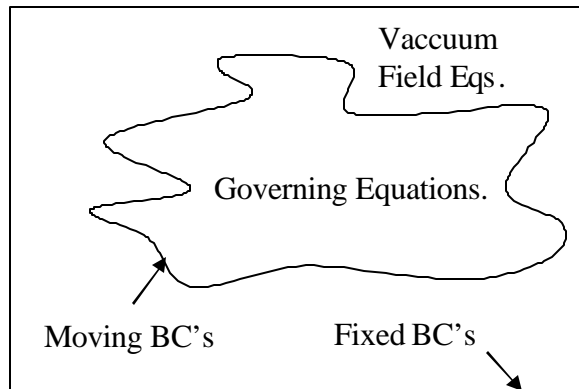 Vaccuum
Field Eqs.
Governing Equations.
Moving BC's
Fixed BC's